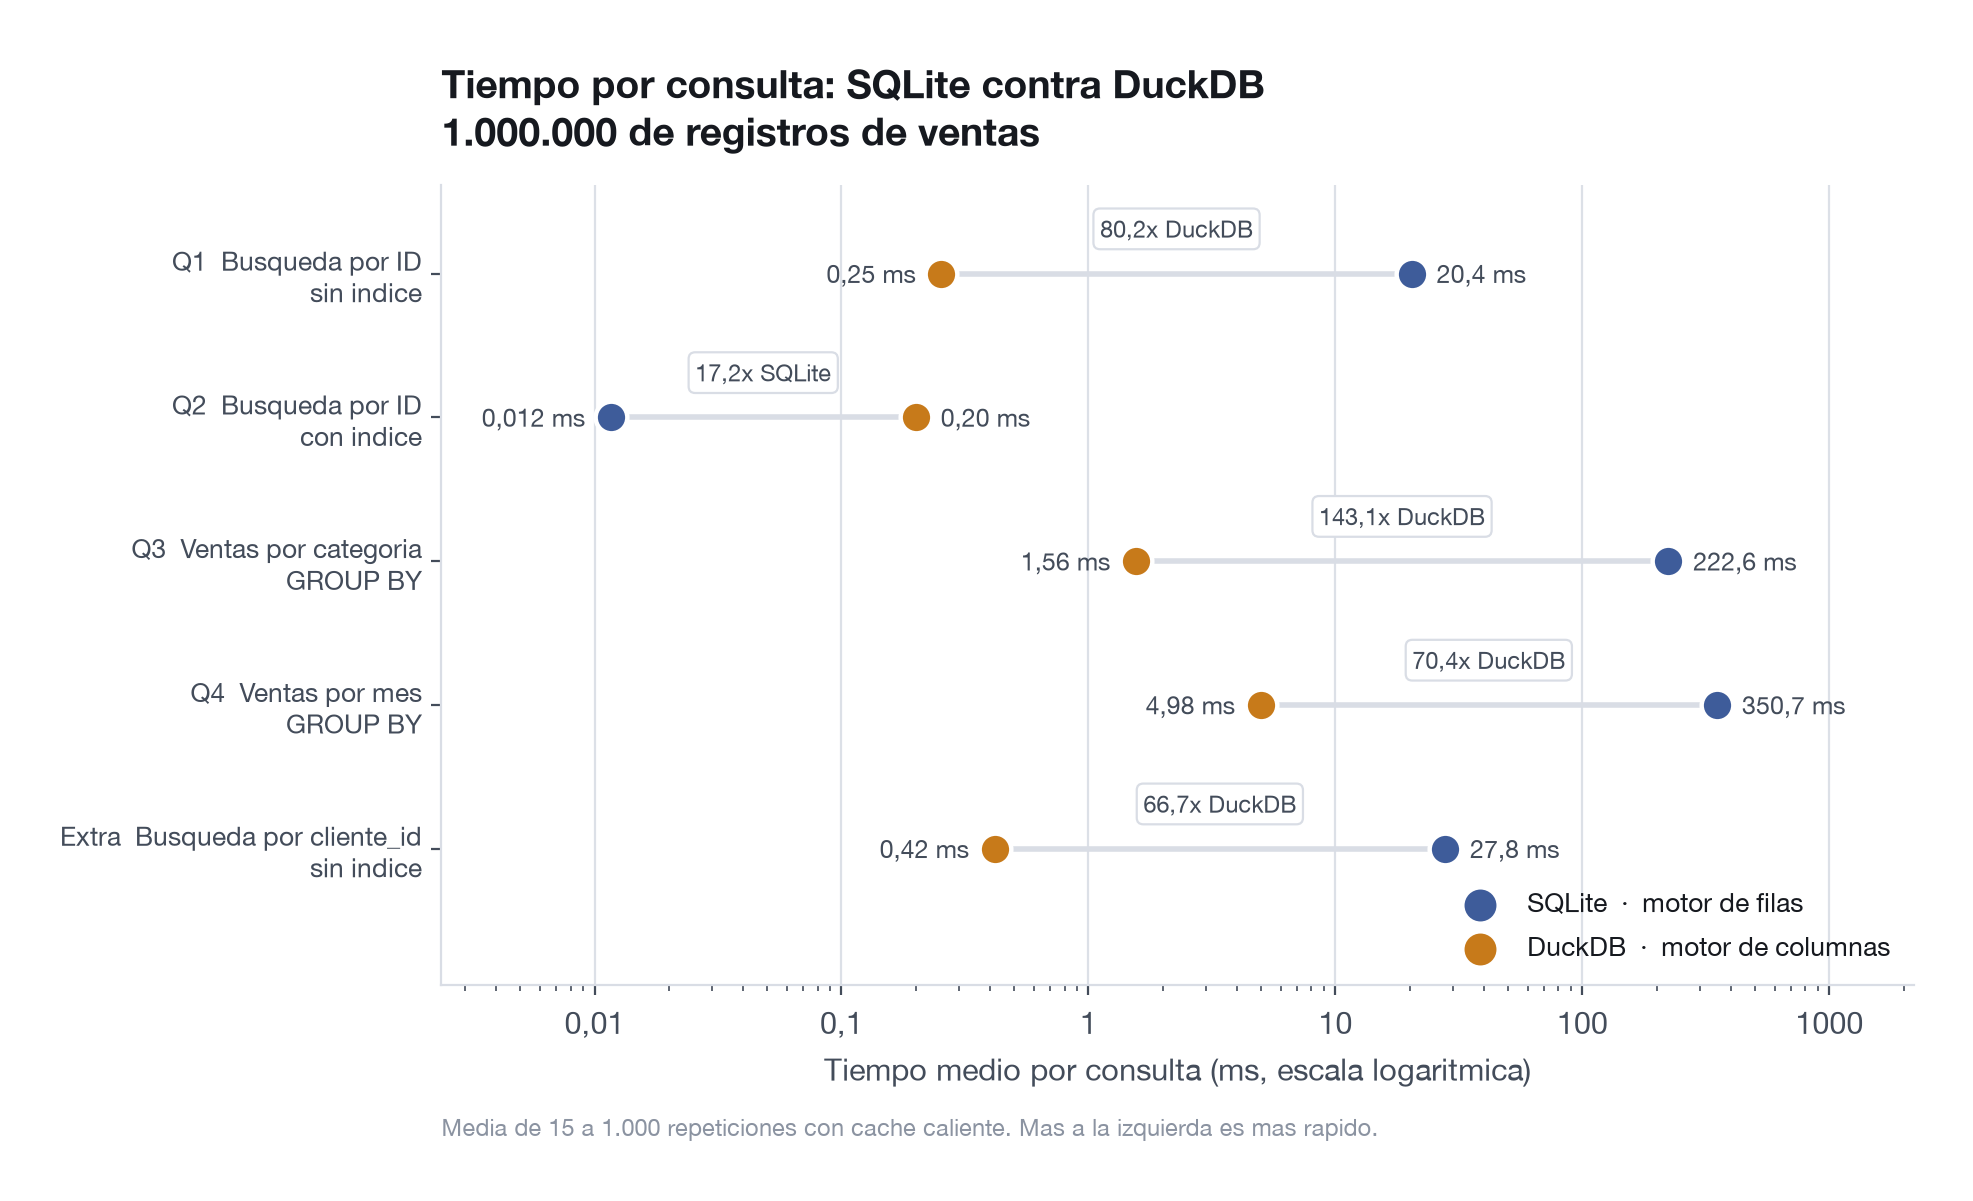 Tiempo por consulta: SQLite contra DuckDB
1.000.000 de registros de ventas
Q1 Busqueda por ID
sin indice
80,2x DuckDB
0,25 ms
20,4 ms
Q2 Busqueda por ID
con indice
17,2x SQLite
0,012 ms
0,20 ms
Q3 Ventas por categoria
GROUP BY
143,1x DuckDB
1,56 ms
222,6 ms
Q4 Ventas por mes
GROUP BY
70,4x DuckDB
4,98 ms
350,7 ms
Extra Busqueda por cliente_id
sin indice
66,7x DuckDB
0,42 ms
27,8 ms
SQLite · motor de filas
DuckDB · motor de columnas
0,01 0,1 1 10 100 1000
Tiempo medio por consulta (ms, escala logaritmica)
Media de 15 a 1.000 repeticiones con cache caliente. Mas a la izquierda es mas rapido.